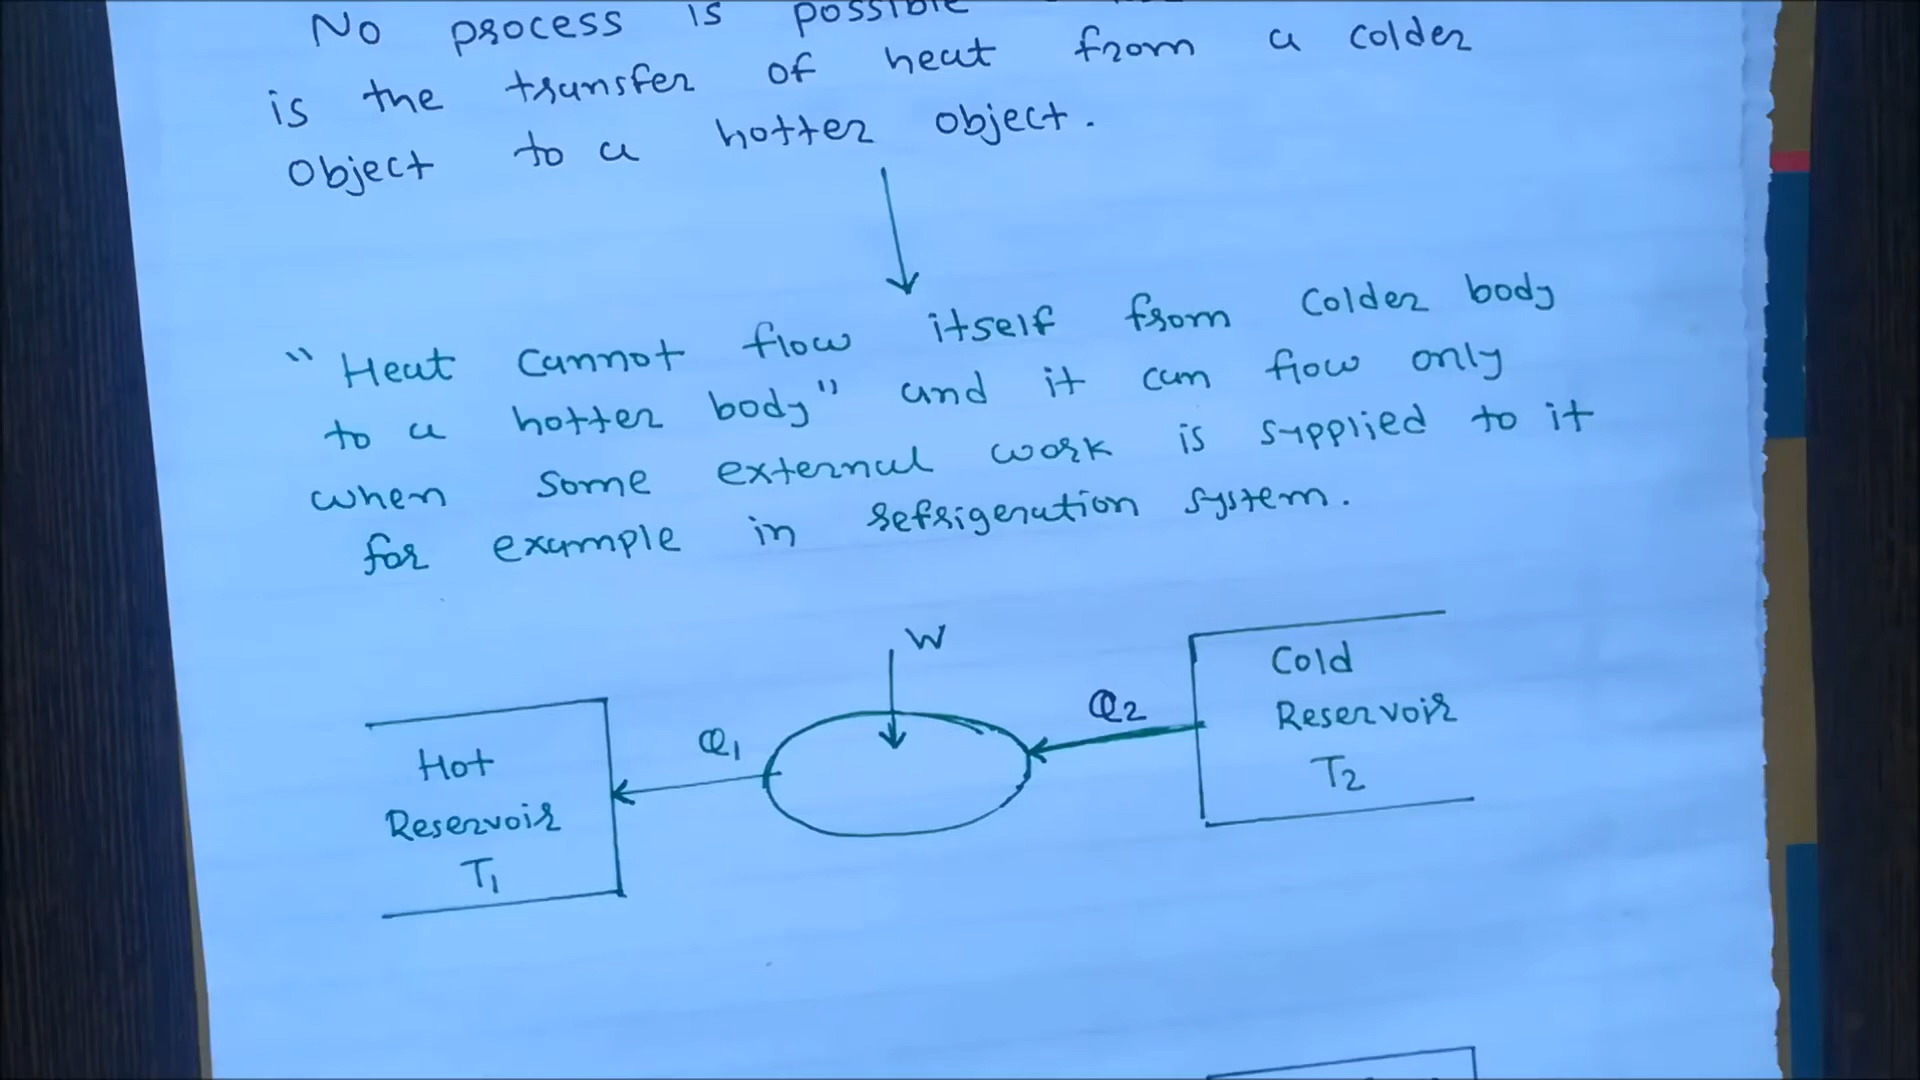 No process is possible
is the transfer of heat from a colder
object to a hotter object.
"Heat cannot flow itself from colder body
to a hotter body" and it can flow only
when some external work is supplied to it
for example in refrigeration system.
W
Cold
Reservoir
T2
Q2
Q1
Hot
Reservoir
T1